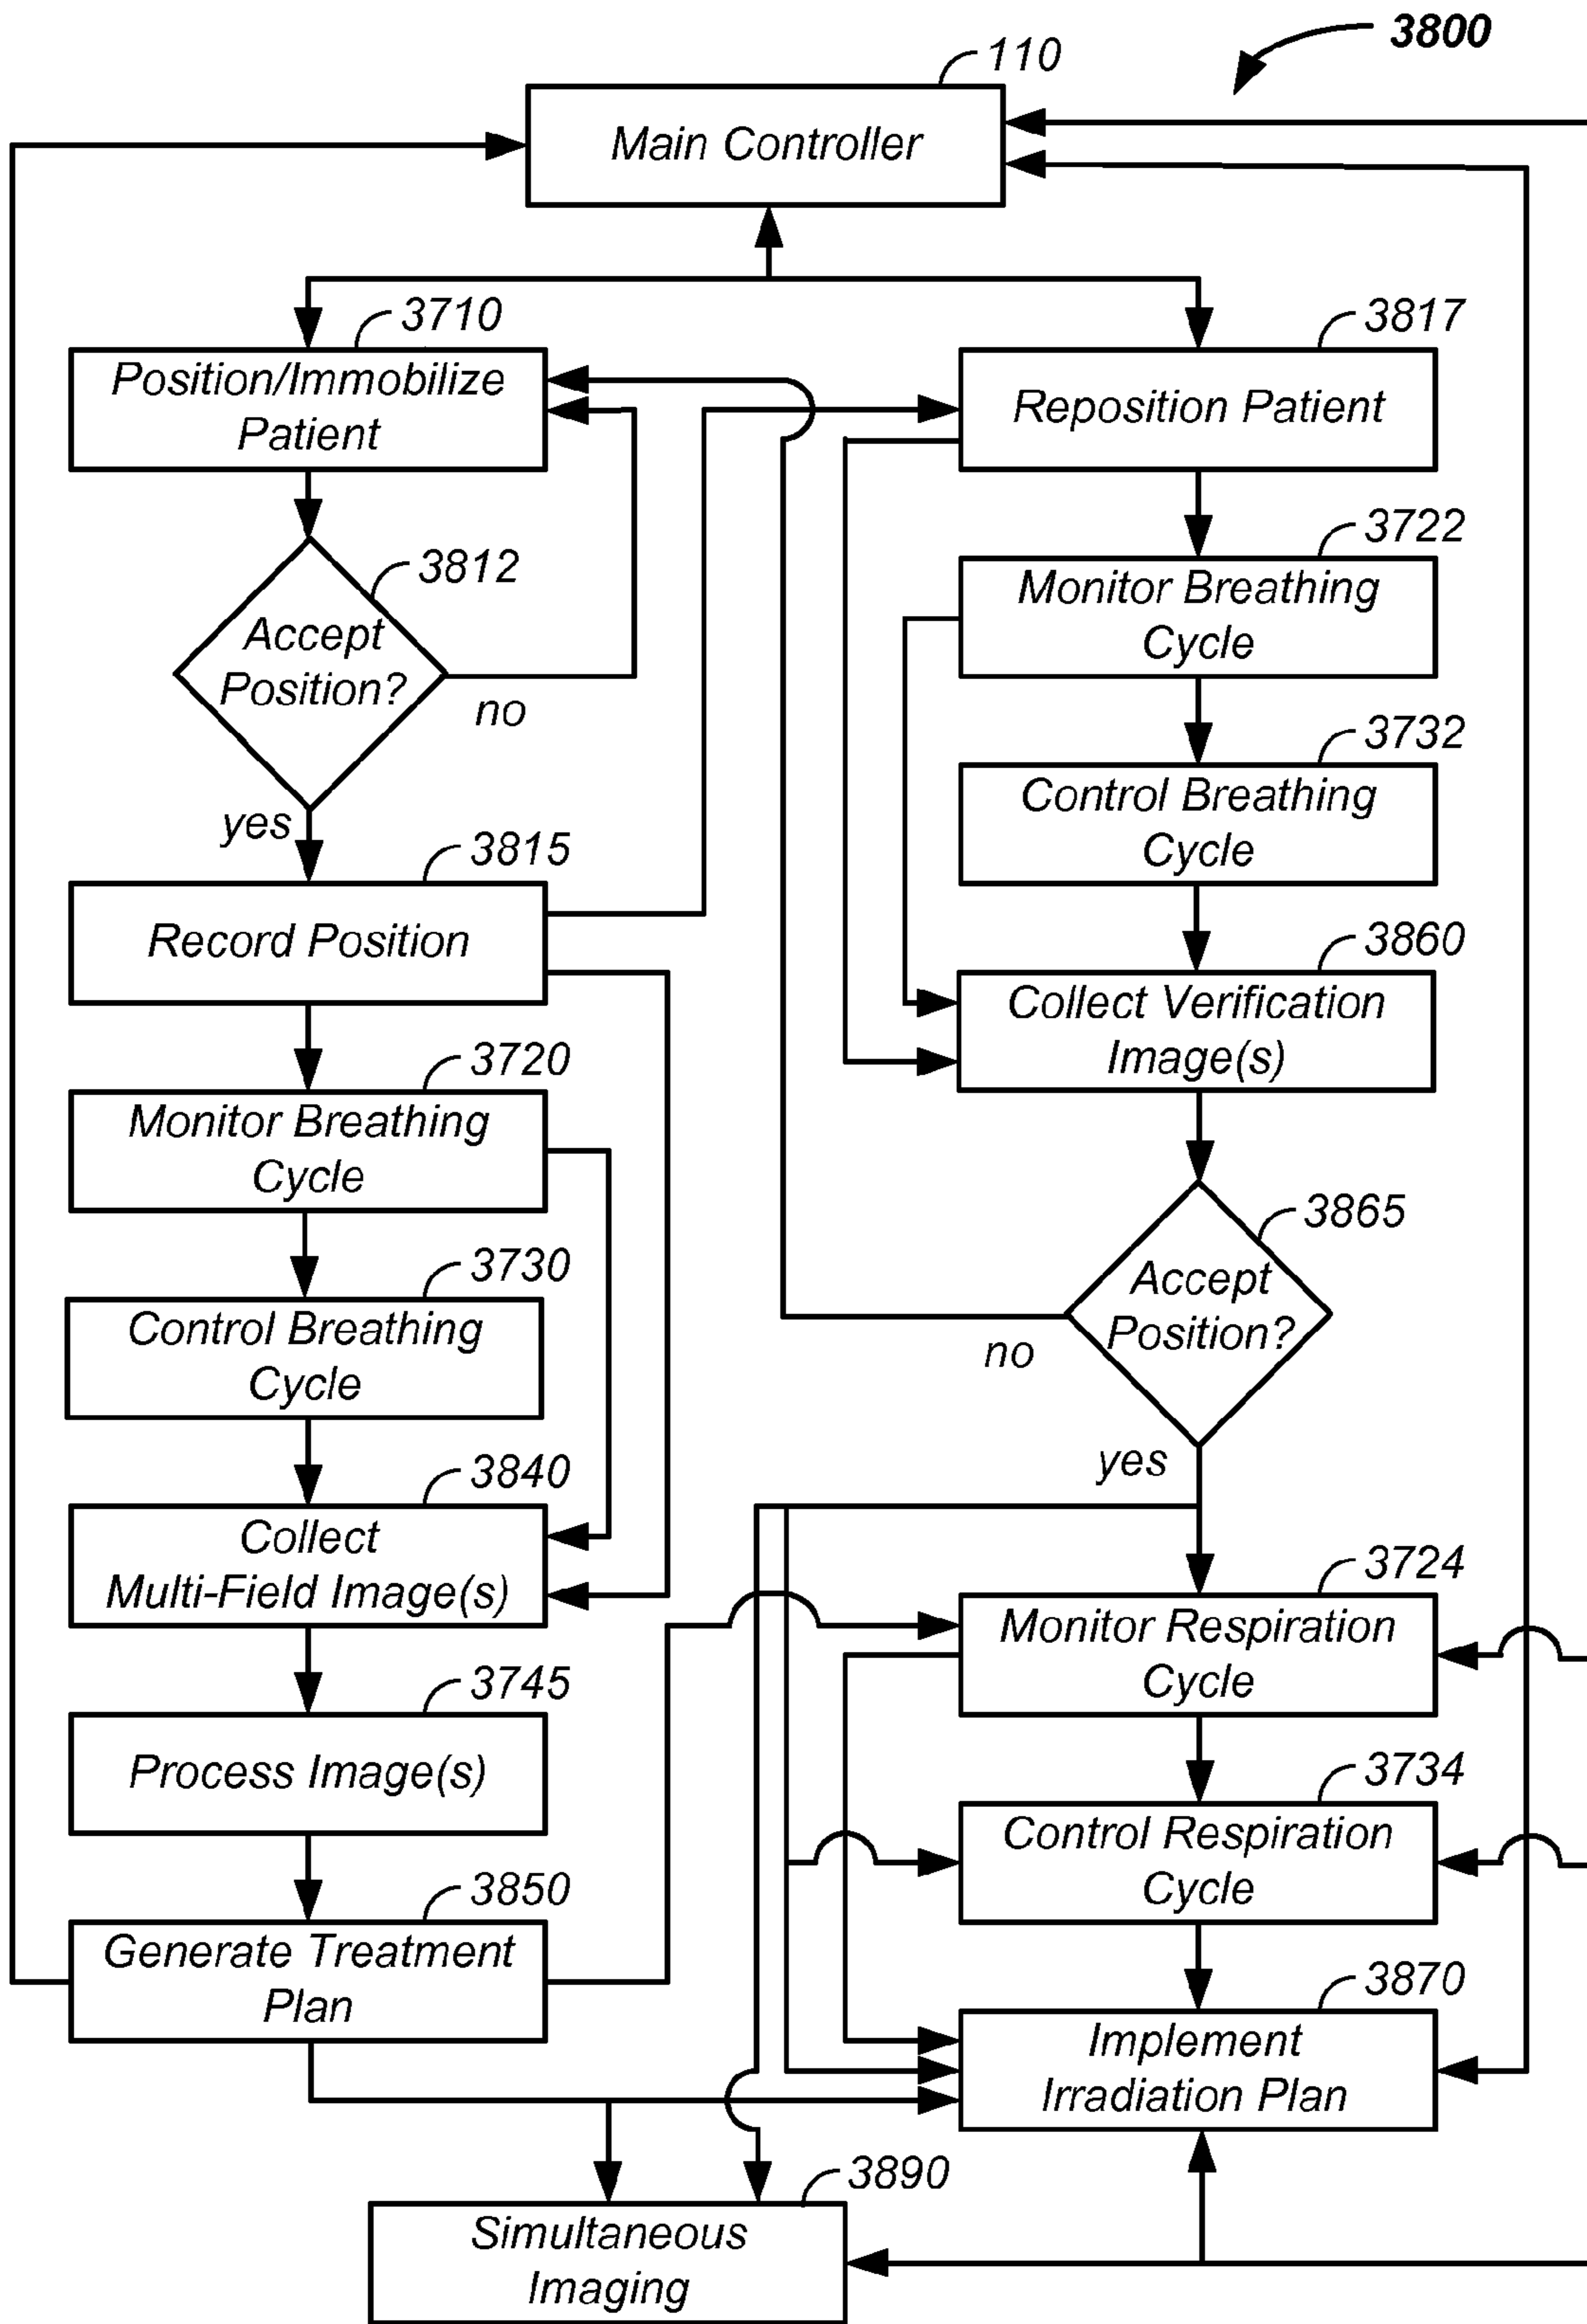 3800
110
Main Controller
3710
Position/Immobilize
Patient
3817
Reposition Patient
3812
Accept
Position?
no
yes
3722
Monitor Breathing
Cycle
3732
Control Breathing
Cycle
3815
Record Position
3860
Collect Verification
Image(s)
3720
Monitor Breathing
Cycle
3865
Accept
Position?
no
yes
3730
Control Breathing
Cycle
3840
Collect
Multi-Field Image(s)
3724
Monitor Respiration
Cycle
3745
Process Image(s)
3734
Control Respiration
Cycle
3850
Generate Treatment
Plan
3870
Implement
Irradiation Plan
3890
Simultaneous
Imaging